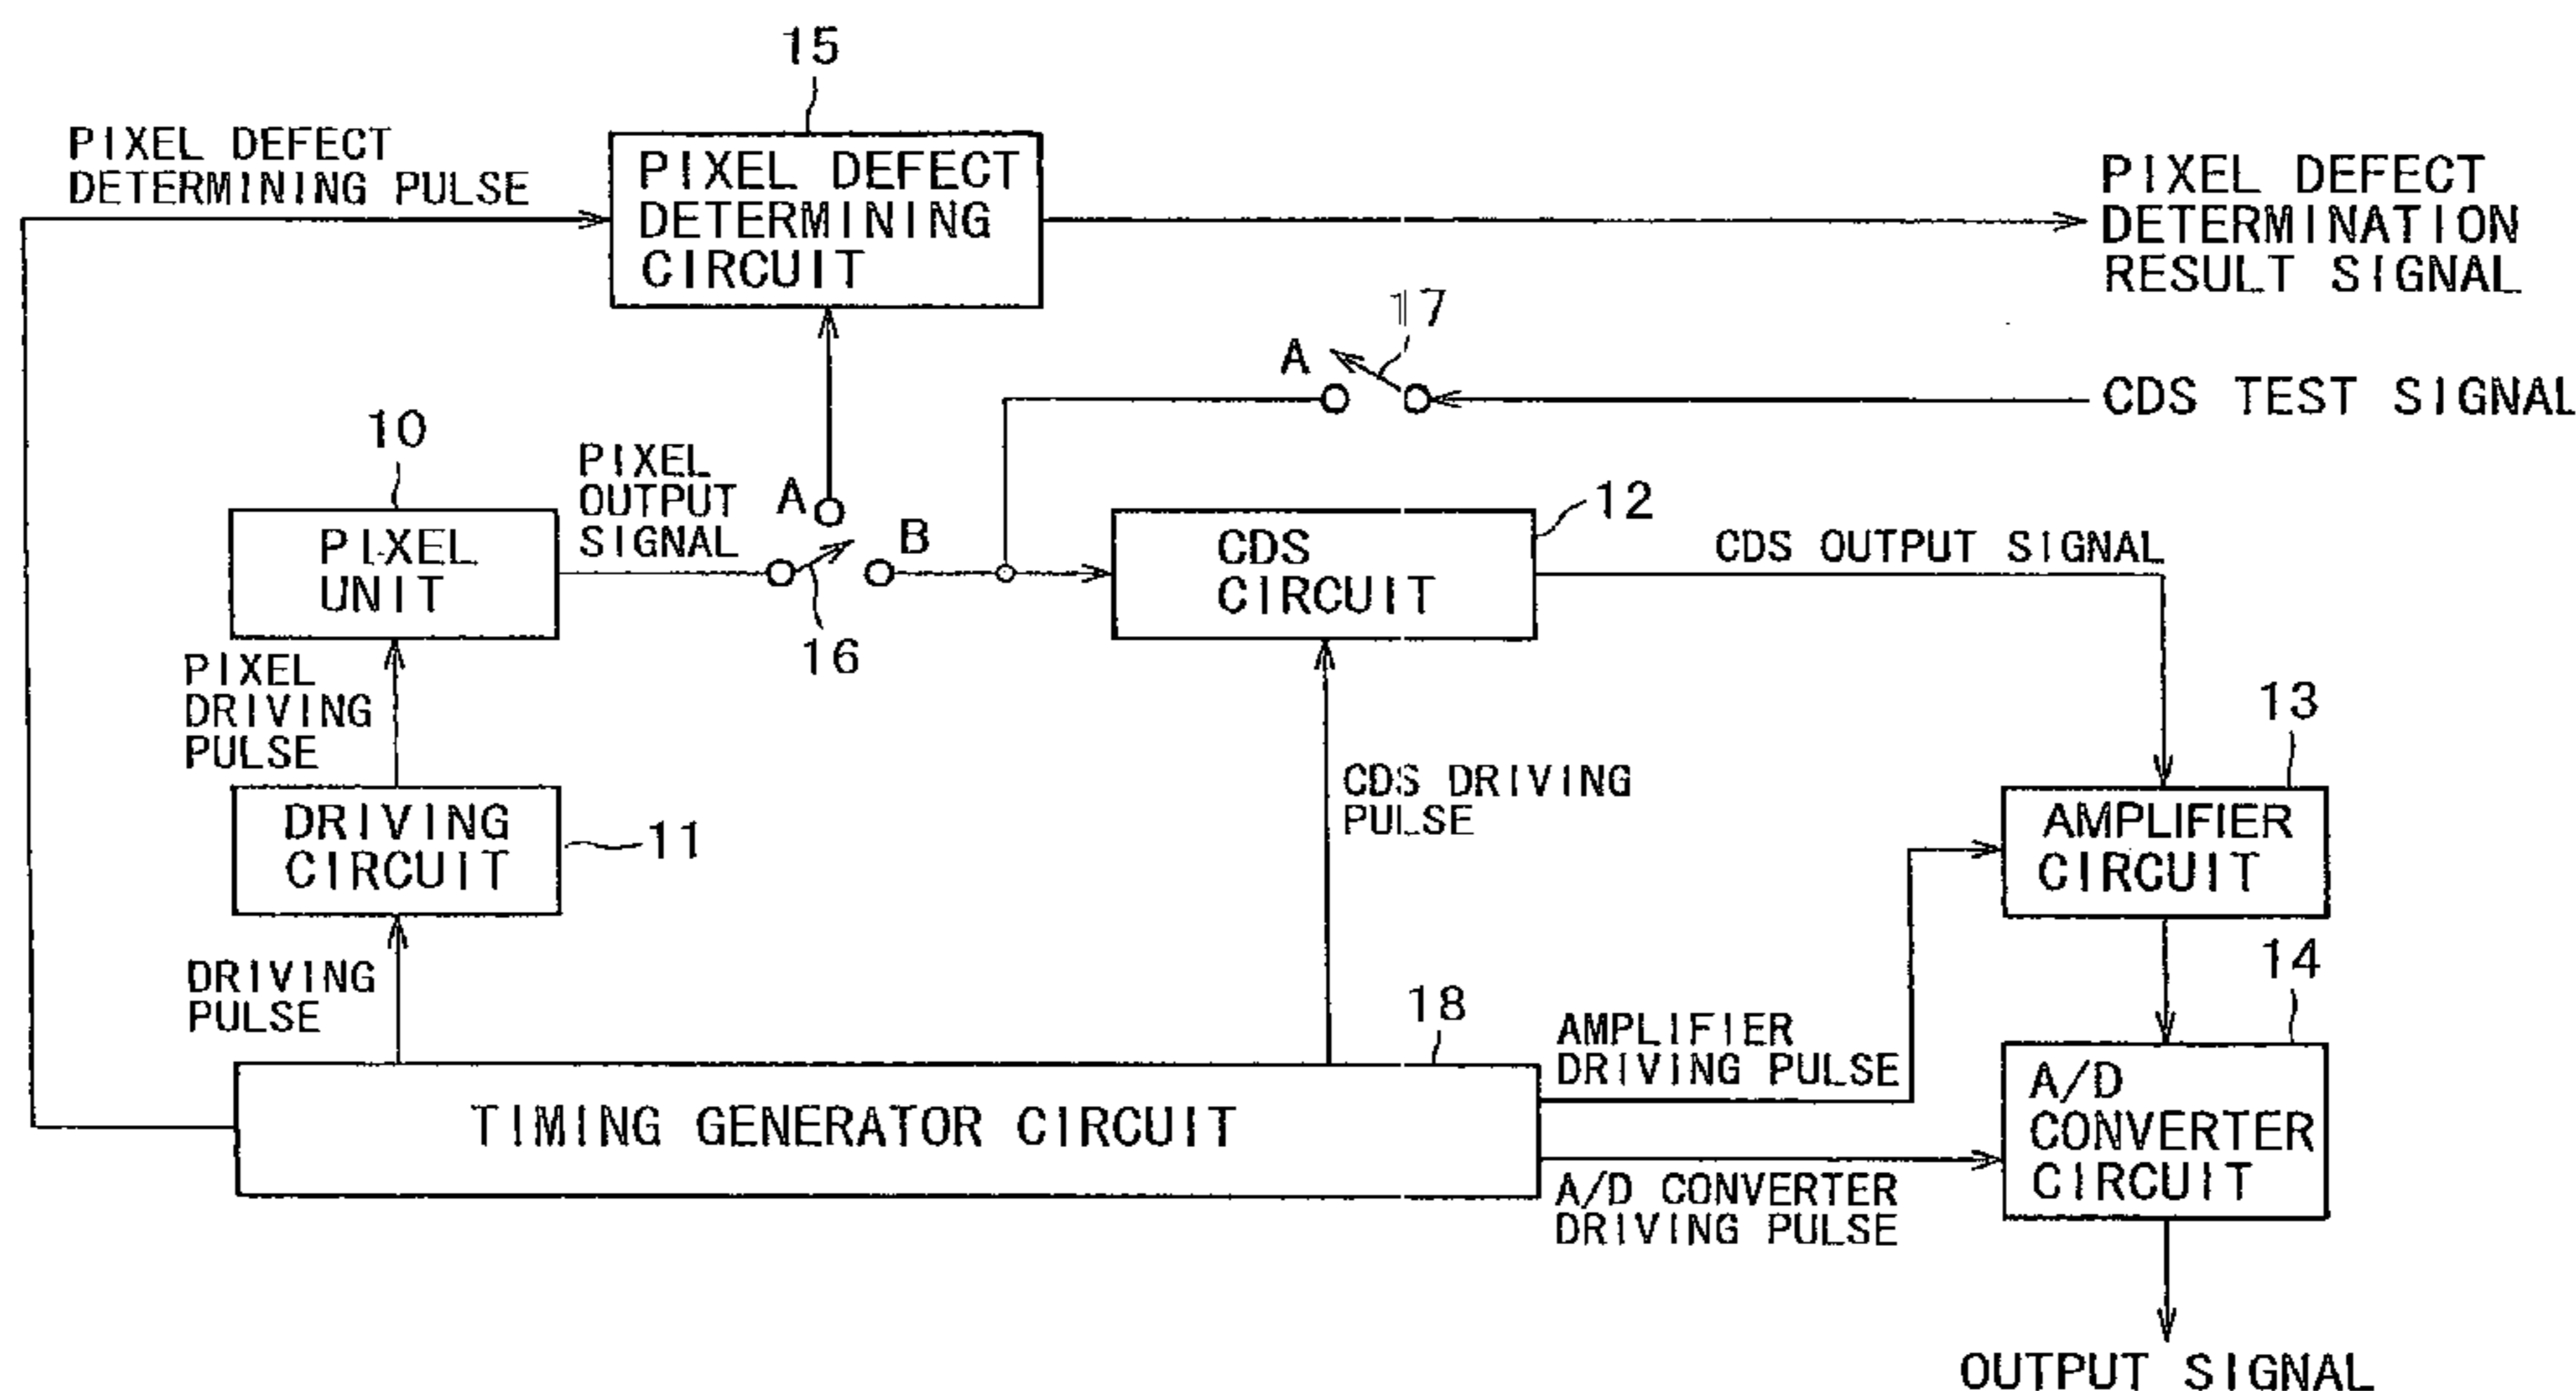 15
PIXEL DEFECT
DETERMINING PULSE
PIXEL DEFECT
DETERMINING
CIRCUIT
PIXEL DEFECT
DETERMINATION
RESULT SIGNAL
17
A
CDS TEST SIGNAL
10
PIXEL
OUTPUT
SIGNAL
A
B
16
PIXEL
UNIT
CDS
CIRCUIT
12
CDS OUTPUT SIGNAL
PIXEL
DRIVING
PULSE
13
CDS DRIVING
PULSE
DRIVING
CIRCUIT
11
AMPLIFIER
CIRCUIT
DRIVING
PULSE
14
18
AMPLIFIER
DRIVING PULSE
TIMING GENERATOR CIRCUIT
A/D
CONVERTER
CIRCUIT
A/D CONVERTER
DRIVING PULSE
OUTPUT SIGNAL